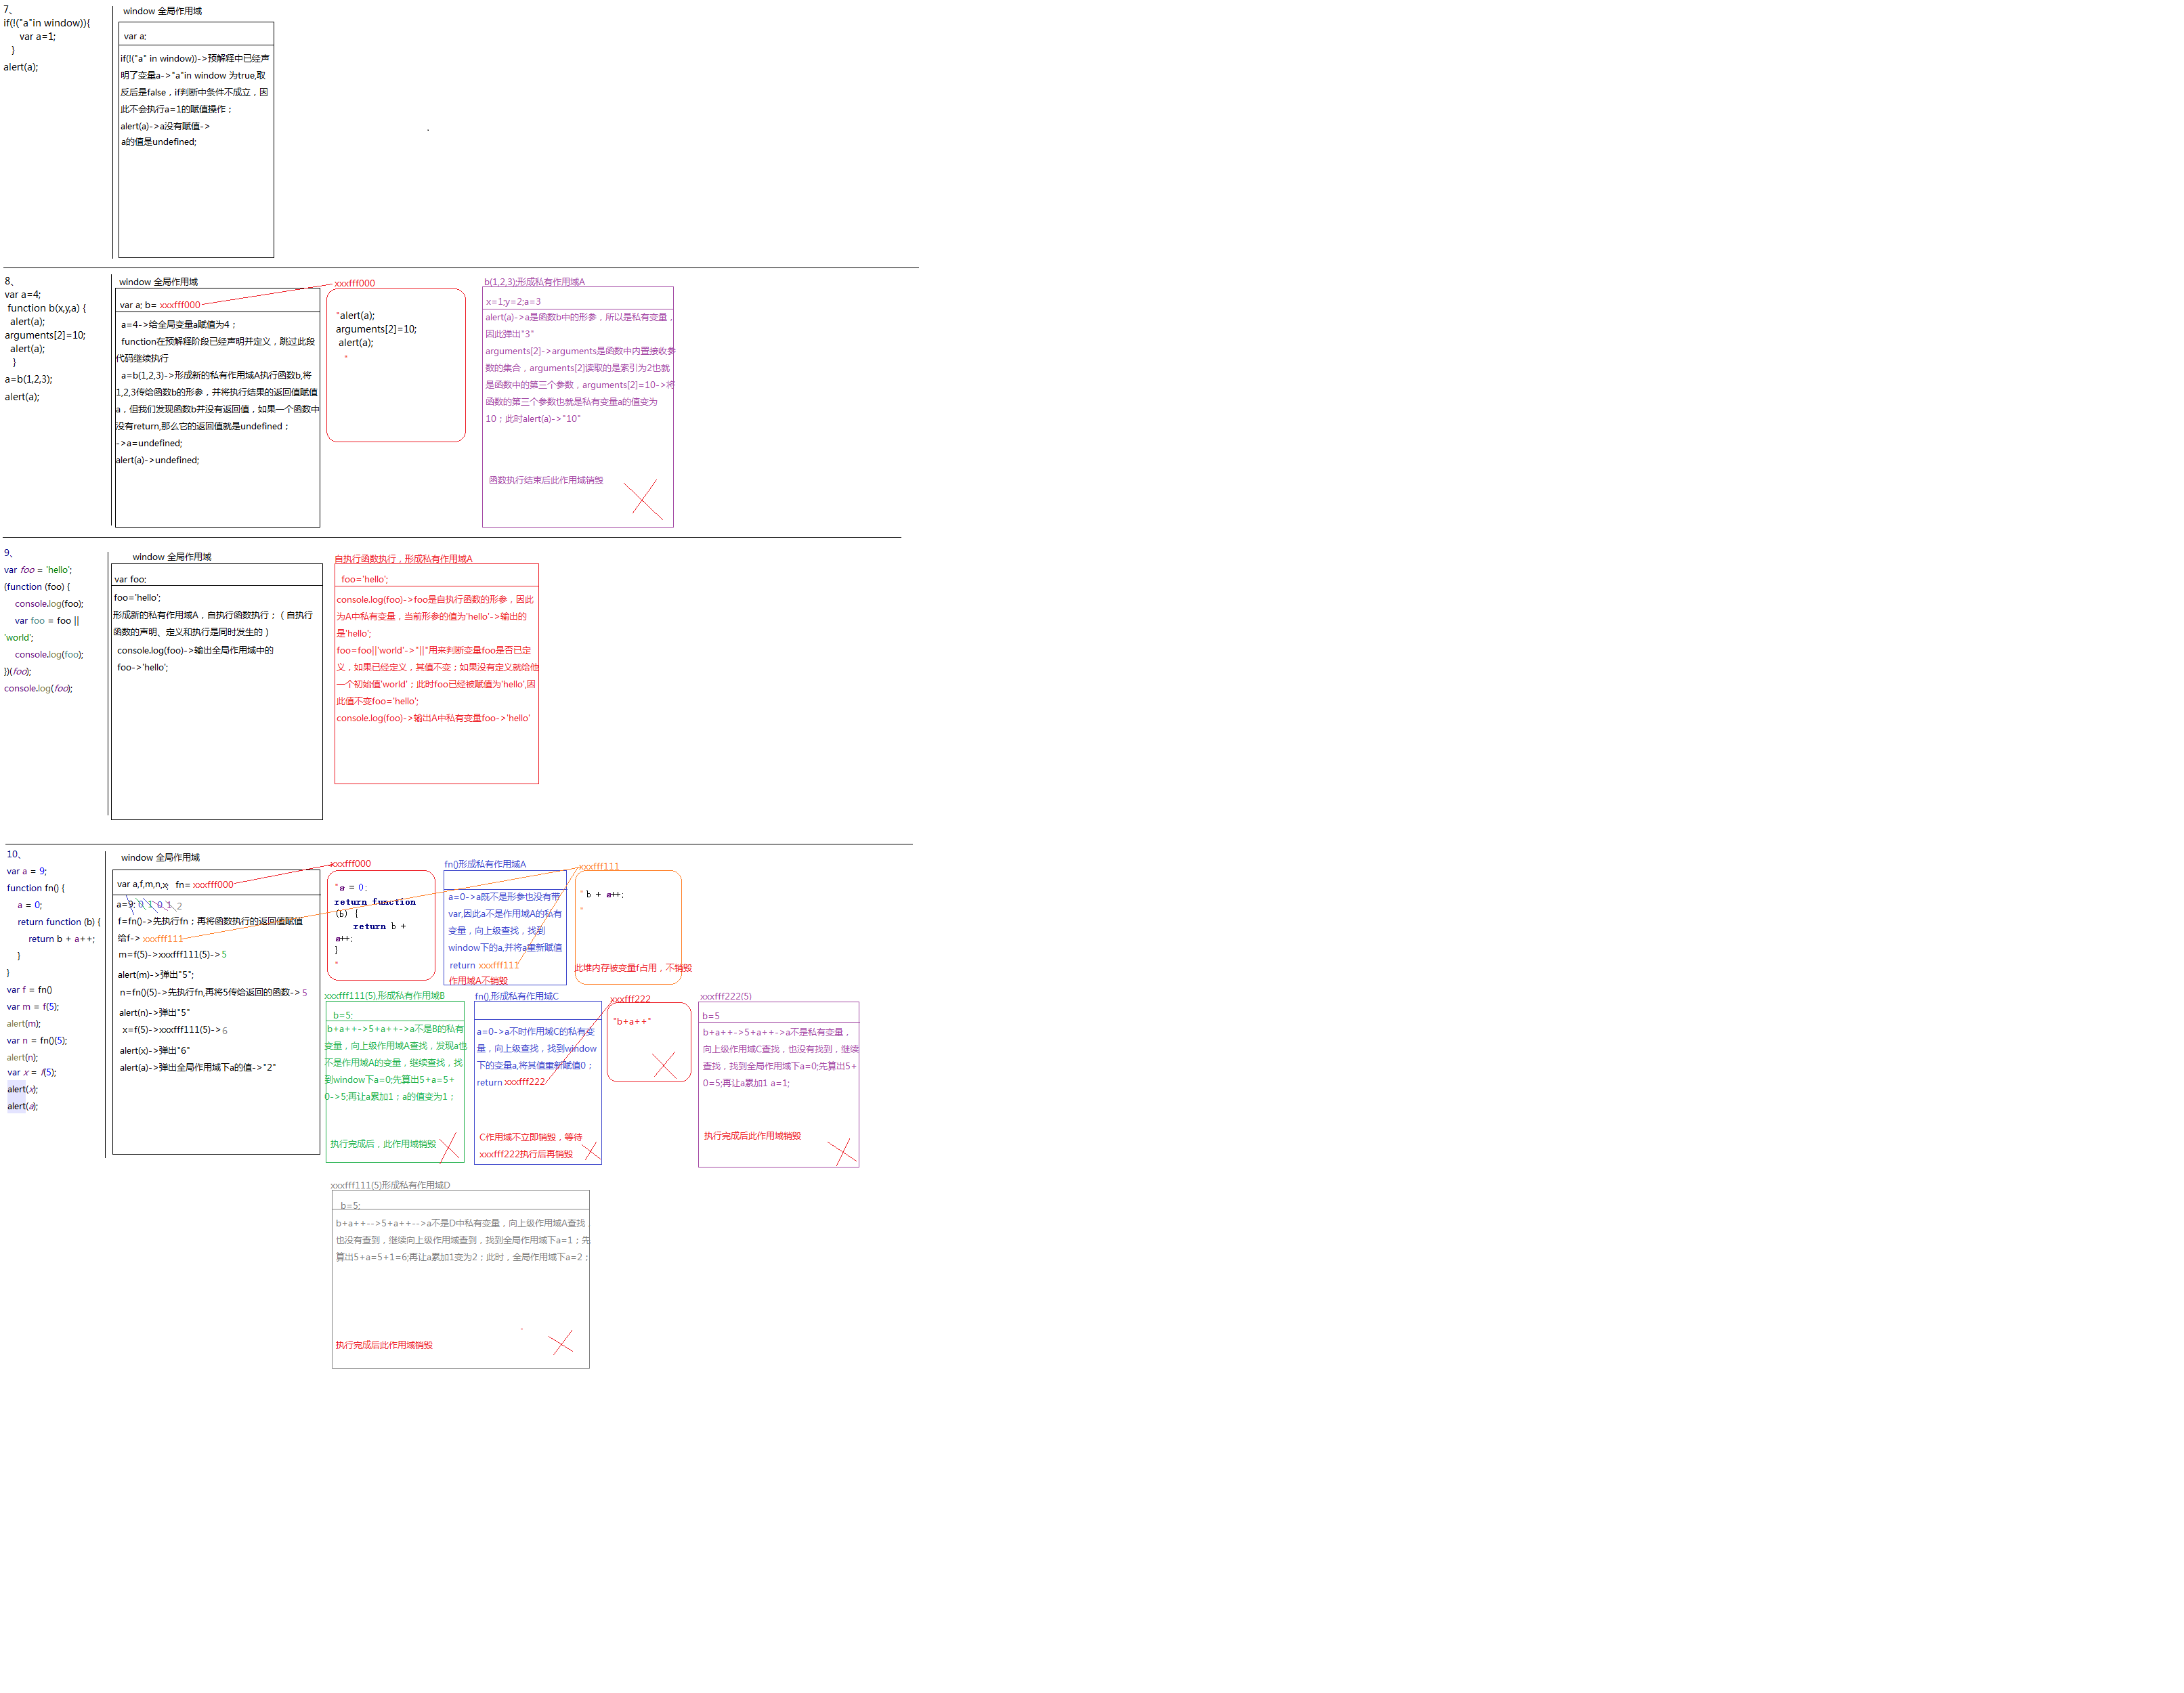 7、
if(!("a"in window)){
var a=1;
}
alert(a);
window 全局作用域
var a;
if(!("a" in window))->预解释中已经声
明了变量a->"a"in window 为true,取
反后是false，if判断中条件不成立，因
此不会执行a=1的赋值操作；
alert(a)->a没有赋值->
a的值是undefined;
8、
var a=4;
function b(x,y,a) {
alert(a);
arguments[2]=10;
alert(a);
}
a=b(1,2,3);
alert(a);
window 全局作用域
var a; b= xxxfff000
a=4->给全局变量a赋值为4；
function在预解释阶段已经声明并定义，跳过此段
代码继续执行
a=b(1,2,3)->形成新的私有作用域A执行函数b,将
1,2,3传给函数b的形参，并将执行结果的返回值赋值
a，但我们发现函数b并没有返回值，如果一个函数中
没有return,那么它的返回值就是undefined；
->a=undefined;
alert(a)->undefined;
xxxfff000
"alert(a);
arguments[2]=10;
alert(a);
"
b(1,2,3);形成私有作用域A
x=1;y=2;a=3
alert(a)->a是函数b中的形参，所以是私有变量，
因此弹出"3"
arguments[2]->arguments是函数中内置接收参
数的集合，arguments[2]读取的是索引为2也就
是函数中的第三个参数，arguments[2]=10->将
函数的第三个参数也就是私有变量a的值变为
10；此时alert(a)->"10"
函数执行结束后此作用域销毁
9、
var foo = 'hello';
(function (foo) {
console.log(foo);
var foo = foo ||
'world';
console.log(foo);
})(foo);
console.log(foo);
window 全局作用域
var foo;
foo='hello';
形成新的私有作用域A，自执行函数执行；（自执行
函数的声明、定义和执行是同时发生的）
console.log(foo)->输出全局作用域中的
foo->'hello';
自执行函数执行，形成私有作用域A
foo='hello';
console.log(foo)->foo是自执行函数的形参，因此
为A中私有变量，当前形参的值为'hello'->输出的
是'hello';
foo=foo||'world'->"||"用来判断变量foo是否已定
义，如果已经定义，其值不变；如果没有定义就给他
一个初始值'world'；此时foo已经被赋值为'hello',因
此值不变foo='hello';
console.log(foo)->输出A中私有变量foo->'hello'
10、
var a = 9;
function fn() {
a = 0;
return function (b) {
return b + a++;
}
}
var f = fn()
var m = f(5);
alert(m);
var n = fn()(5);
alert(n);
var x = f(5);
alert(x);
alert(a);
window 全局作用域
var a,f,m,n,x; fn= xxxfff000
a=9; 0 1 0 1 2
f=fn()->先执行fn；再将函数执行的返回值赋值
给f-> xxxfff111
m=f(5)->xxxfff111(5)->5
alert(m)->弹出"5";
n=fn()(5)->先执行fn,再将5传给返回的函数->5
alert(n)->弹出"5"
x=f(5)->xxxfff111(5)->6
alert(x)->弹出"6"
alert(a)->弹出全局作用域下a的值->"2"
xxxfff000
"a = 0;
return function
(b) {
return b +
a++;
}
"
fn()形成私有作用域A
a=0->a既不是形参也没有带
var,因此a不是作用域A的私有
变量，向上级查找，找到
window下的a,并将a重新赋值
return xxxfff111
作用域A不销毁
xxxfff111
"b + a++;
"
此堆内存被变量f占用，不销毁
xxxfff111(5),形成私有作用域B
b=5;
b+a++->5+a++->a不是B的私有
变量，向上级作用域A查找，发现a也
不是作用域A的变量，继续查找，找
到window下a=0;先算出5+a=5+
0->5;再让a累加1；a的值变为1；
执行完成后，此作用域销毁
fn(),形成私有作用域C
a=0->a不时作用域C的私有变
量，向上级查找，找到window
下的变量a,将其值重新赋值0；
return xxxfff222
C作用域不立即销毁，等待
xxxfff222执行后再销毁
xxxfff222
"b+a++"
xxxfff222(5)
b=5
b+a++->5+a++->a不是私有变量，
向上级作用域C查找，也没有找到，继续
查找，找到全局作用域下a=0;先算出5+
0=5;再让a累加1 a=1;
执行完成后此作用域销毁
xxxfff111(5)形成私有作用域D
b=5;
b+a++-->5+a++-->a不是D中私有变量，向上级作用域A查找，
也没有查到，继续向上级作用域查到，找到全局作用域下a=1；先
算出5+a=5+1=6;再让a累加1变为2；此时，全局作用域下a=2；
执行完成后此作用域销毁